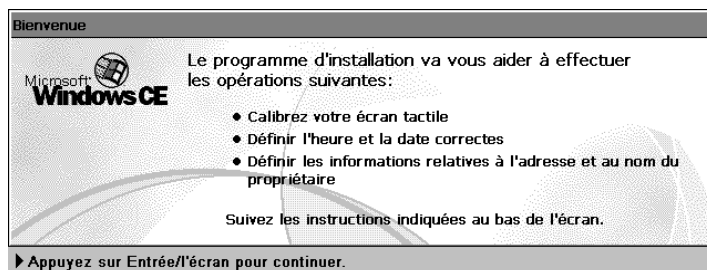 Bienvenue
Microsoft
Windows CE
Le programme d'installation va vous aider à effectuer
les opérations suivantes:
● Calibrez votre écran tactile
● Définir l'heure et la date correctes
● Définir les informations relatives à l'adresse et au nom du
propriétaire
Suivez les instructions indiquées au bas de l'écran.
Appuyez sur Entrée/l'écran pour continuer.